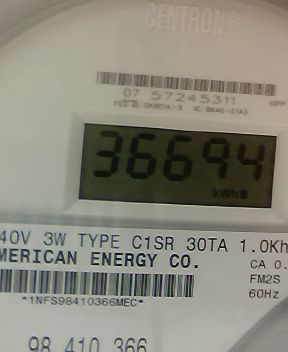 CENTRON®
07 57245311
36694
kWh
40V 3W TYPE C1SR 30TA 1.0Kh
MERICAN ENERGY CO.
CA 0.
FM2S
60Hz
*1NFS98410366MEC*
98 410 366